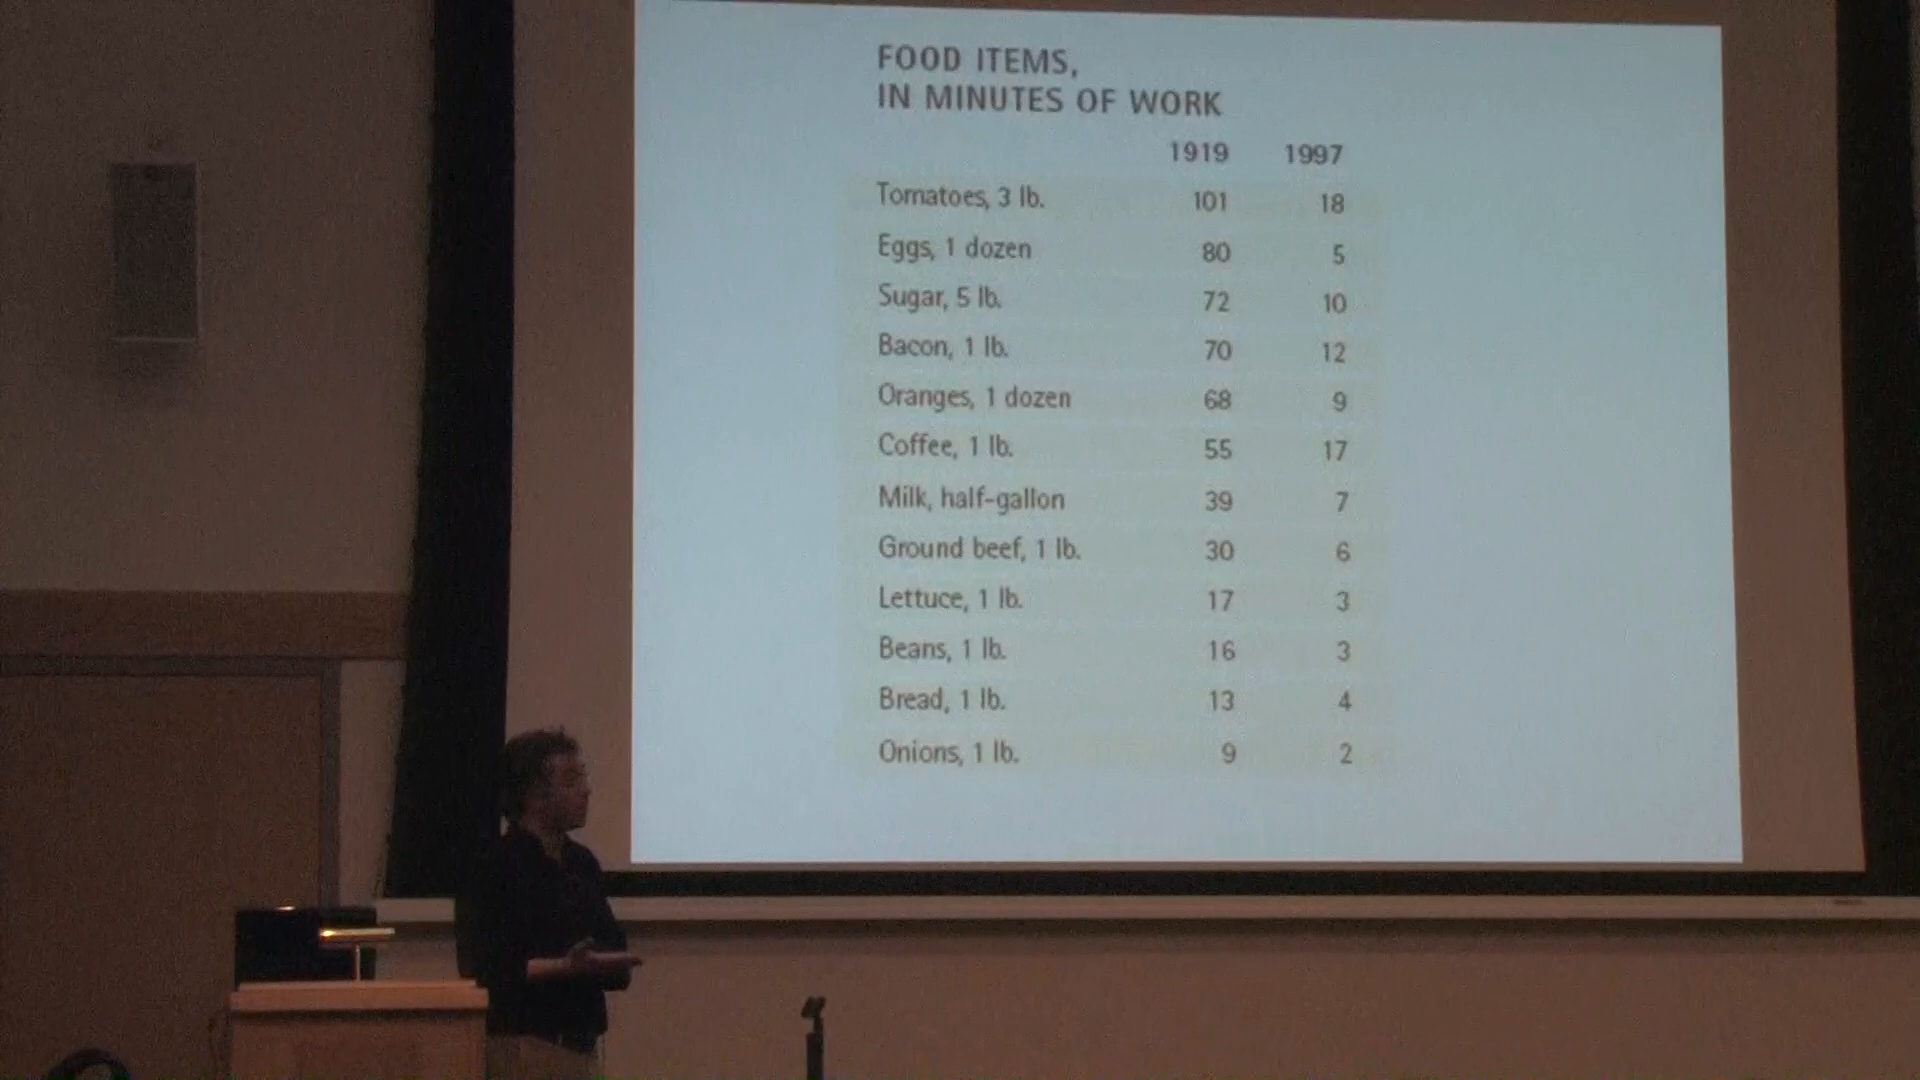 FOOD ITEMS,
IN MINUTES OF WORK
1919 1997
Tomatoes, 3 lb. 101 18
Eggs, 1 dozen 80 5
Sugar, 5 lb. 72 10
Bacon, 1 lb. 70 12
Oranges, 1 dozen 68 9
Coffee, 1 lb. 55 17
Milk, half-gallon 39 7
Ground beef, 1 lb. 30 6
Lettuce, 1 lb. 17 3
Beans, 1 lb. 16 3
Bread, 1 lb. 13 4
Onions, 1 lb. 9 2